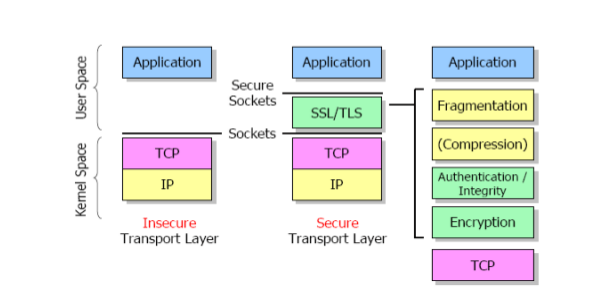 User Space
Kernel Space
Application
TCP
IP
Insecure
Transport Layer
Secure
Sockets
Sockets
Application
SSL/TLS
TCP
IP
Secure
Transport Layer
Application
Fragmentation
(Compression)
Authentication /
Integrity
Encryption
TCP